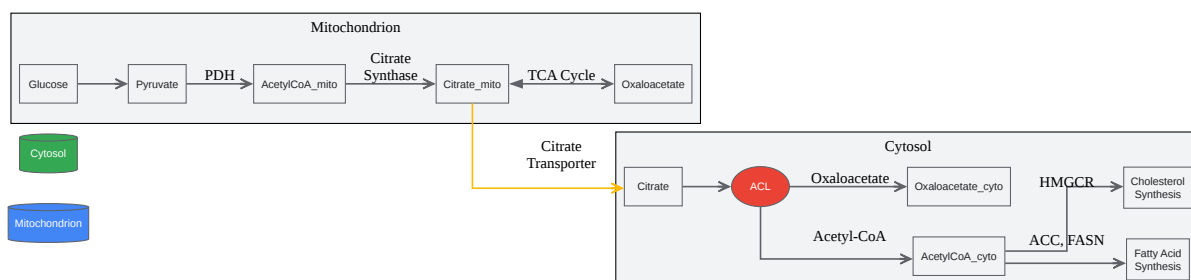 Mitochondrion
Glucose
Pyruvate
PDH
AcetylCoA_mito
Citrate
Synthase
Citrate_mito
TCA Cycle
Oxaloacetate
Cytosol
Mitochondrion
Citrate
Transporter
Cytosol
Citrate
ACL
Oxaloacetate
Oxaloacetate_cyto
HMGCR
Cholesterol
Synthesis
Acetyl-CoA
AcetylCoA_cyto
ACC, FASN
Fatty Acid
Synthesis